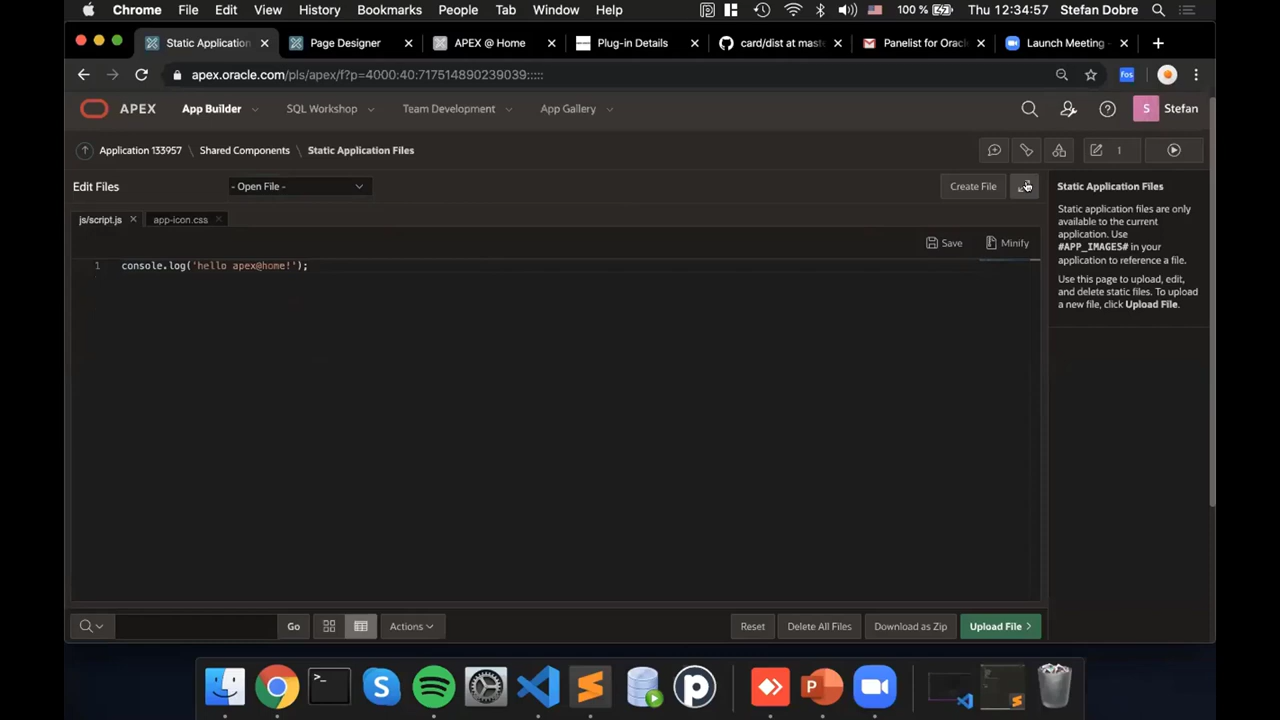 Chrome File Edit View History Bookmarks People Tab Window Help 100 % Thu 12:34:57 Stefan Dobre
Static Application Page Designer APEX @ Home Plug-in Details card/dist at mast Panelist for Oracle Launch Meeting -
apex.oracle.com/pls/apex/f?p=4000:40:717514890239039::::: fos
APEX App Builder SQL Workshop Team Development App Gallery S Stefan
Application 133957 Shared Components Static Application Files 1
Edit Files - Open File - Create File
Static Application Files
js/script.js app-icon.css
Static application files are only
available to the current
application. Use
#APP_IMAGES# in your
application to reference a file.
Save Minify
1 console.log('hello apex@home!');
Use this page to upload, edit,
and delete static files. To upload
a new file, click Upload File.
Go Actions Reset Delete All Files Download as Zip Upload File